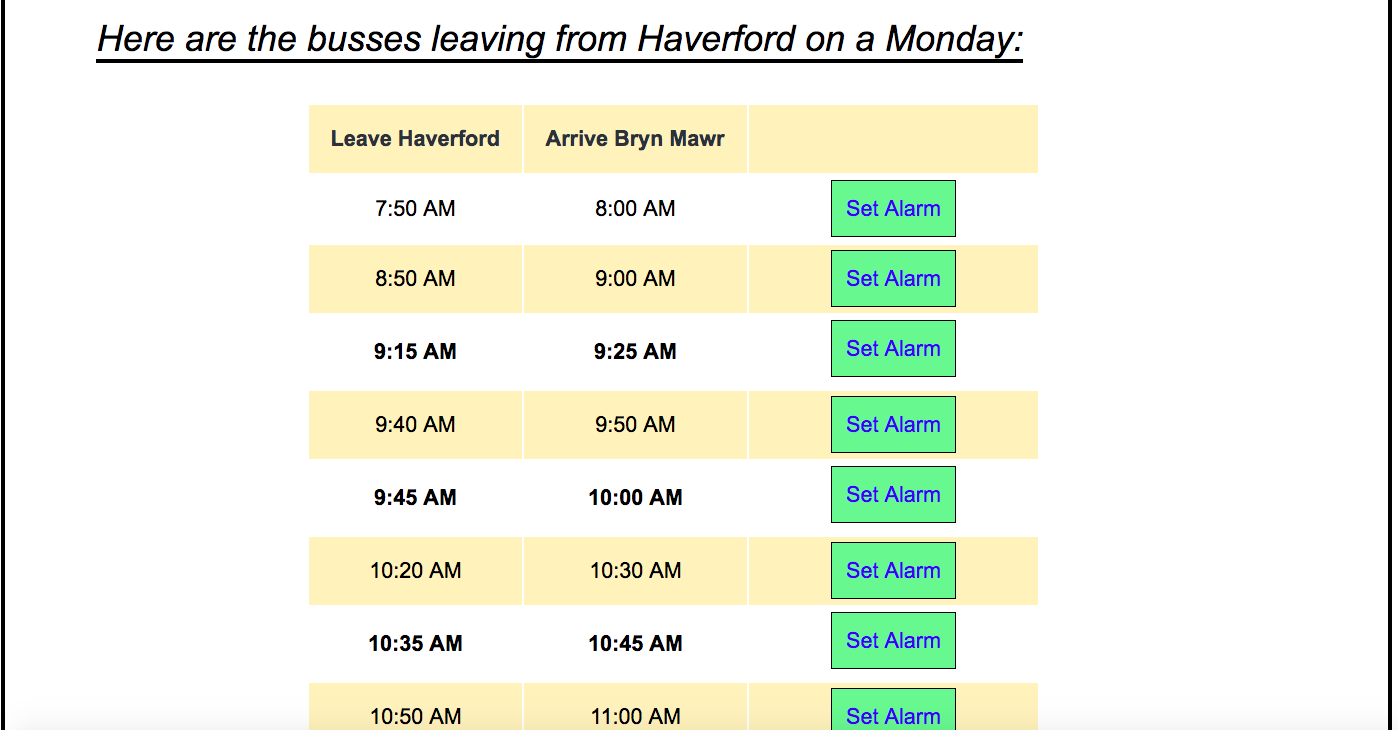 Here are the busses leaving from Haverford on a Monday:
Leave Haverford Arrive Bryn Mawr
7:50 AM 8:00 AM Set Alarm
8:50 AM 9:00 AM Set Alarm
9:15 AM 9:25 AM Set Alarm
9:40 AM 9:50 AM Set Alarm
9:45 AM 10:00 AM Set Alarm
10:20 AM 10:30 AM Set Alarm
10:35 AM 10:45 AM Set Alarm
10:50 AM 11:00 AM Set Alarm